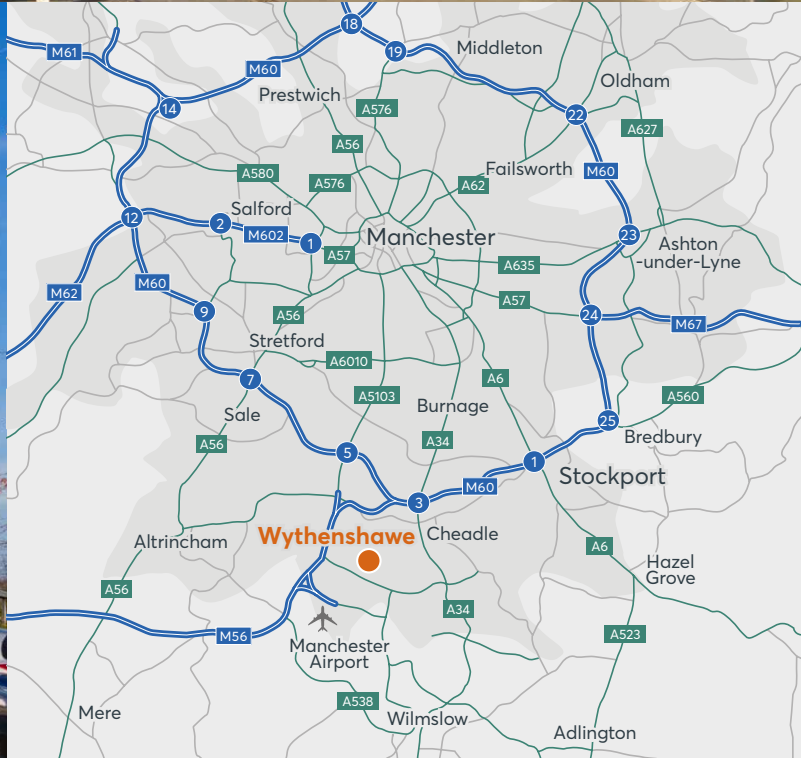 18
M61
19
Middleton
M60
Oldham
Prestwich
14
A576
22
A627
A56
Failsworth
M60
A580
A576
A62
Salford
12
2
M602
1
Manchester
23
A57
Ashton
-under-Lyne
A635
M60
M62
A57
9
A56
24
M67
Stretford
A6010
7
A6
A5103
A560
Burnage
Sale
25
A56
A34
Bredbury
5
1
Stockport
M60
3
Wythenshawe
Cheadle
Altrincham
A6
Hazel
Grove
A56
A34
M56
A523
Manchester
Airport
A538
Mere
Wilmslow
Adlington